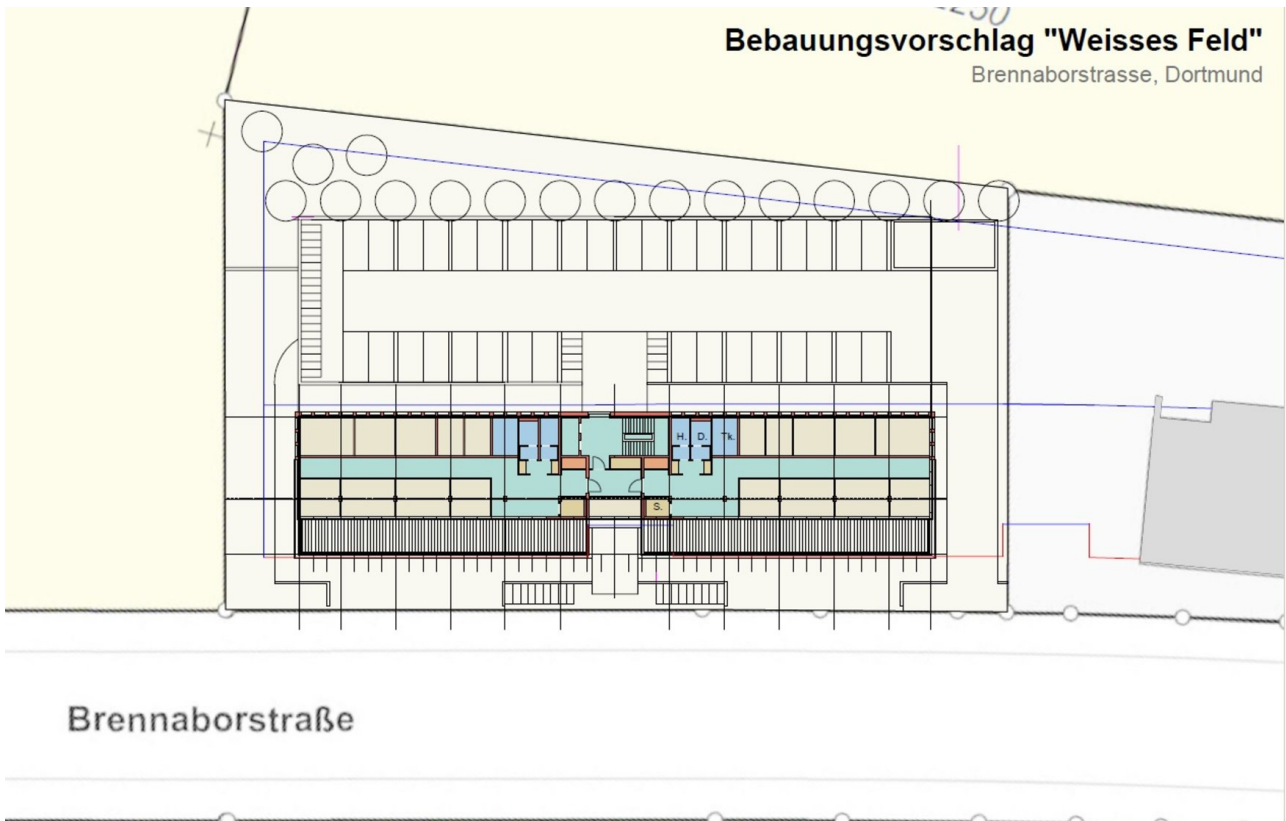 Bebauungsvorschlag "Weisses Feld"
Brennaborstrasse, Dortmund
H. D. Tk.
S.
Brennaborstraße